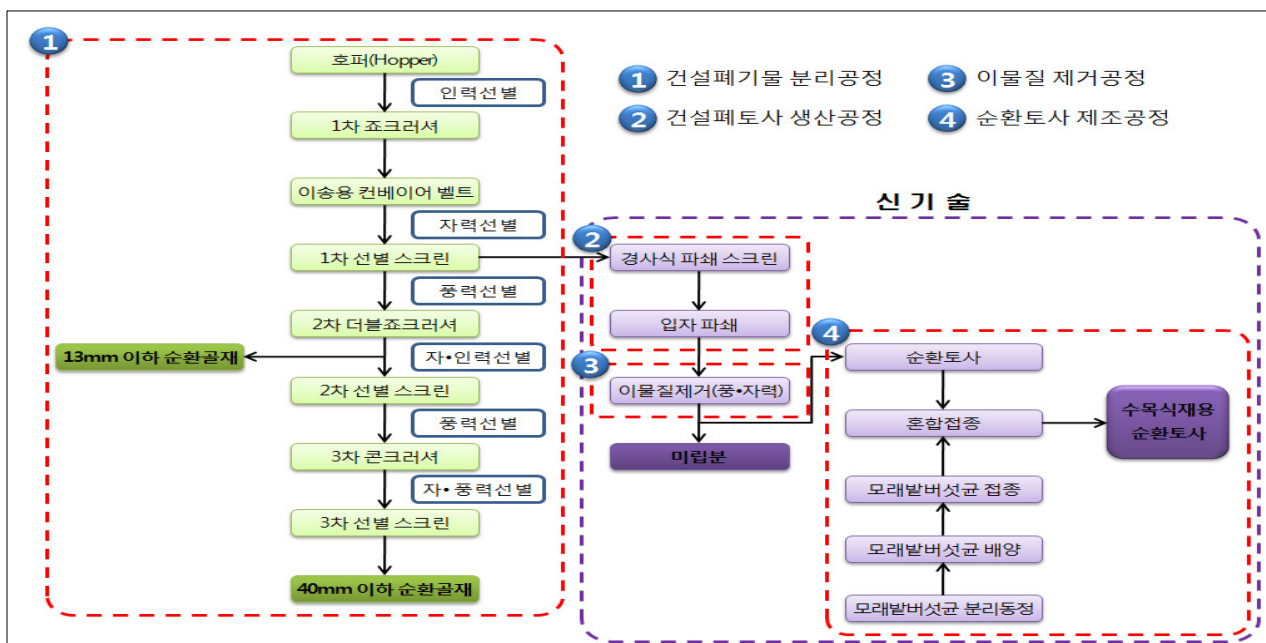 1
호퍼(Hopper)
인력선별
1차 죠크러셔
이송용 컨베이어 벨트
자력선별
1차 선별 스크린
풍력선별
2차 더블죠크러셔
자•인력선별
13mm 이하 순환골재
2차 선별 스크린
풍력선별
3차 콘크러셔
자•풍력선별
3차 선별 스크린
40mm 이하 순환골재
1 건설폐기물 분리공정
2 건설폐토사 생산공정
3 이물질 제거공정
4 순환토사 제조공정
신 기 술
2
경사식 파쇄 스크린
입자 파쇄
3
이물질제거(풍•자력)
미립분
4
순환토사
혼합접종
모래밭버섯균 접종
모래밭버섯균 배양
모래밭버섯균 분리동정
수목식재용
순환토사